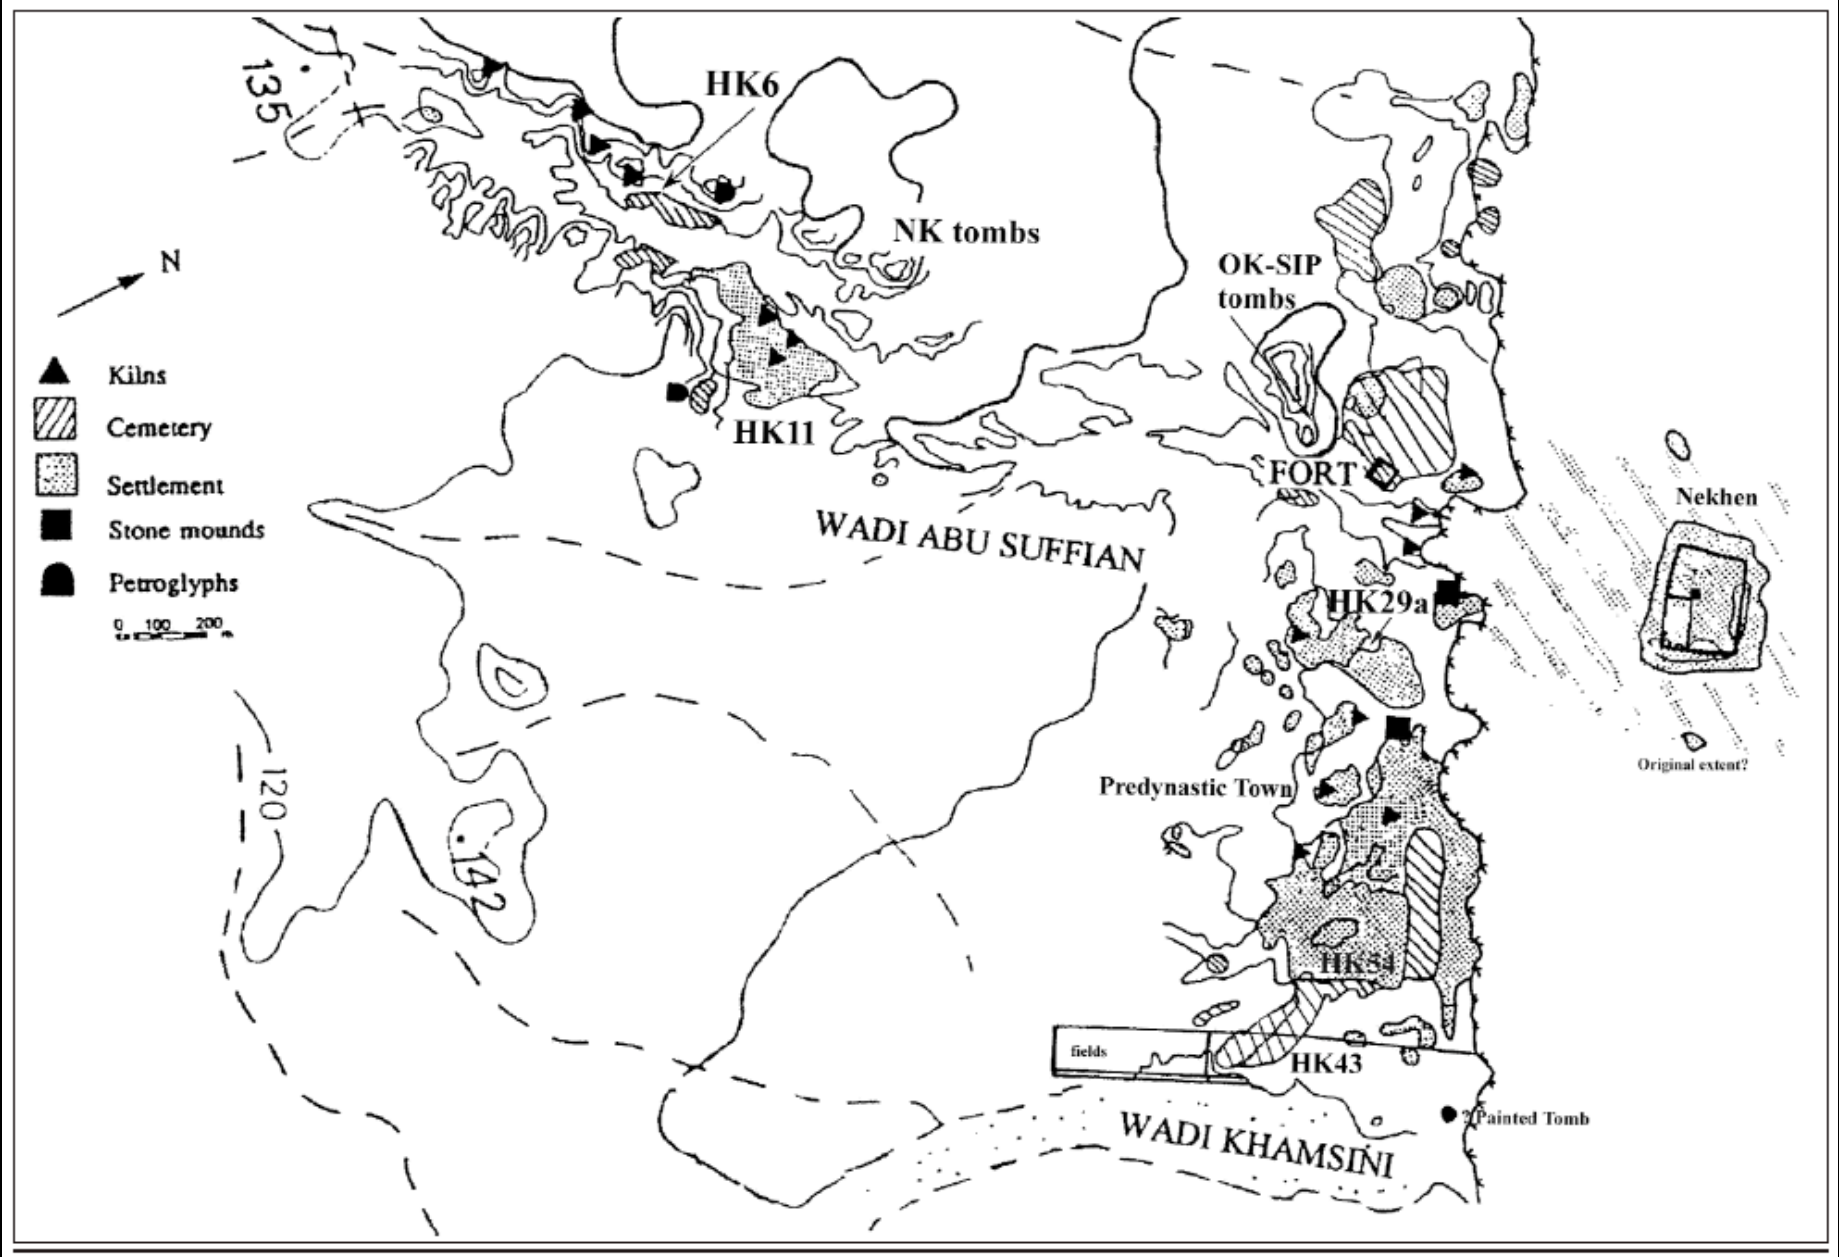 135
HK6
NK tombs
N
OK-SIP
tombs
Kilns
Cemetery
Settlement
Stone mounds
Petroglyphs
0 100 200 m
HK11
FORT
Nekhen
WADI ABU SUFFIAN
HK29a
Original extent?
Predynastic Town
120
142
HK54
fields
HK43
WADI KHAMSINI
? Painted Tomb